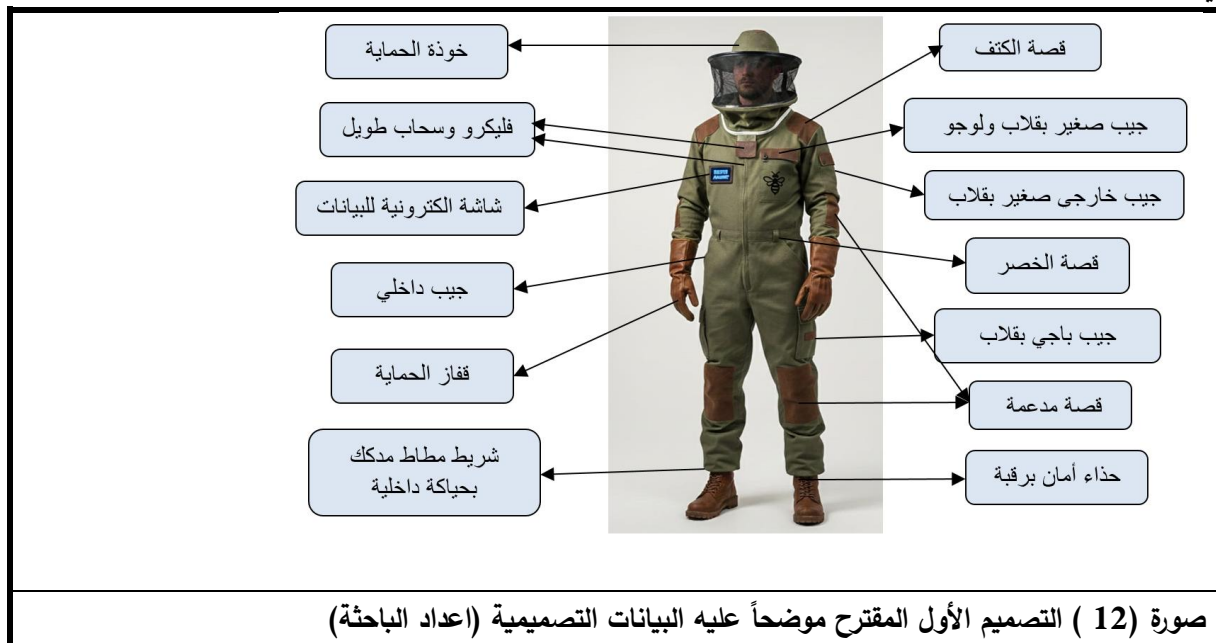 خوذة الحماية
قصة الكتف
فليكرو وسحاب طويل
جيب صغير بقلاب ولوجو
شاشة الكترونية للبيانات
جيب خارجي صغير بقلاب
جيب داخلي
قصة الخصر
قفاز الحماية
جيب باجي بقلاب
شريط مطاط مدكك
بحياكة داخلية
قصة مدعمة
حذاء أمان برقبة
صورة (12 ) التصميم الأول المقترح موضحاً عليه البيانات التصميمية (اعداد الباحثة)